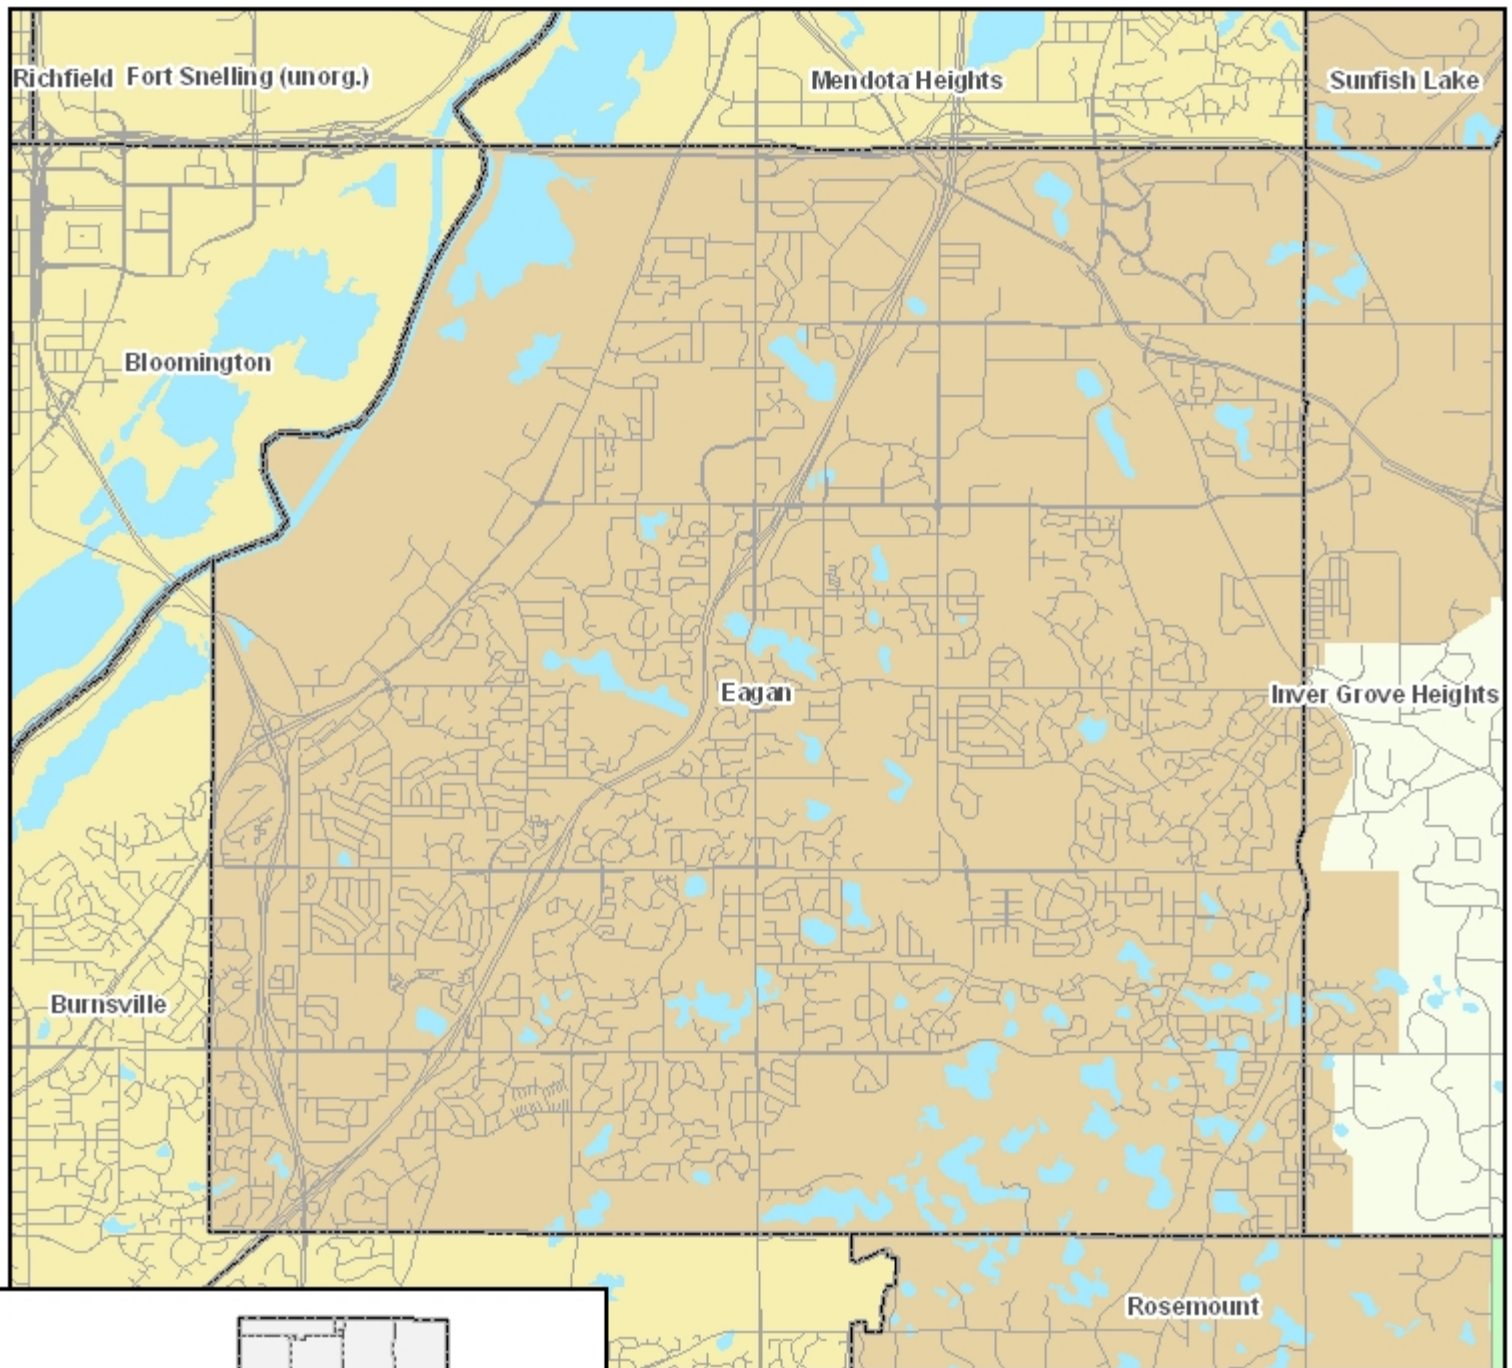 Richfield
Fort Snelling (unorg.)
Mendota Heights
Sunfish Lake
Bloomington
Eagan
Inver Grove Heights
Burnsville
Rosemount